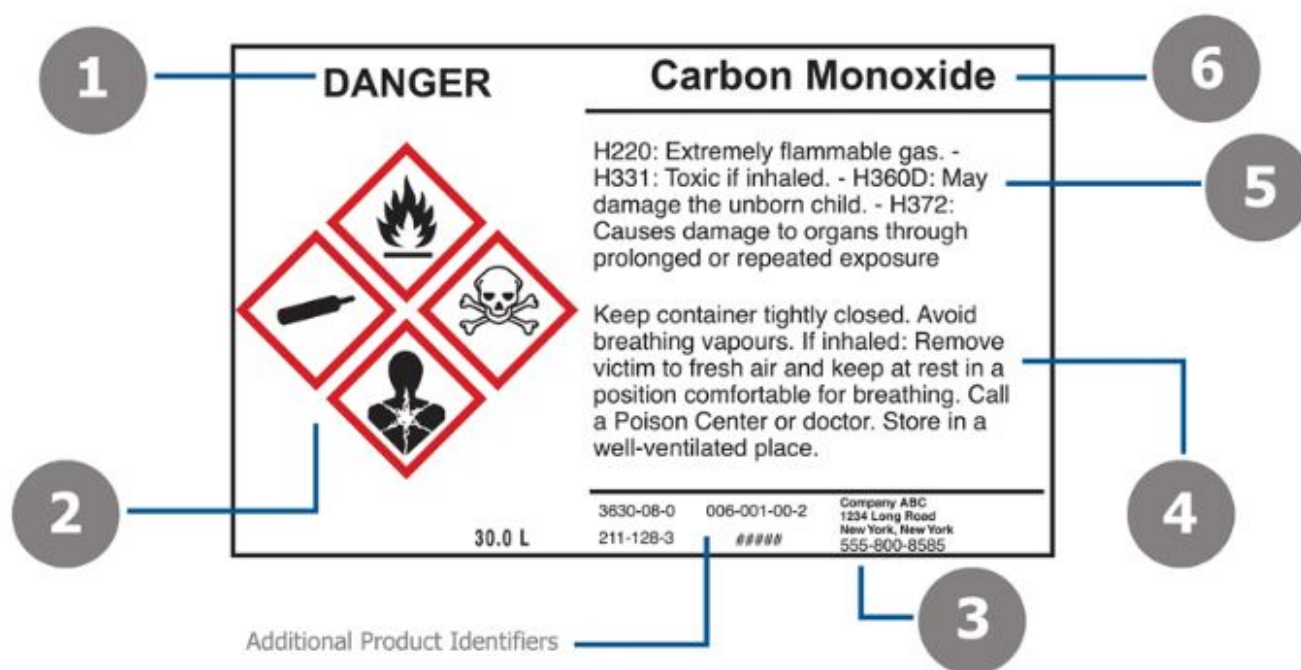 1
DANGER
Carbon Monoxide
6
H220: Extremely flammable gas. -
H331: Toxic if inhaled. - H360D: May
damage the unborn child. - H372:
Causes damage to organs through
prolonged or repeated exposure
5
Keep container tightly closed. Avoid
breathing vapours. If inhaled: Remove
victim to fresh air and keep at rest in a
position comfortable for breathing. Call
a Poison Center or doctor. Store in a
well-ventilated place.
4
2
30.0 L
3630-08-0 006-001-00-2
211-128-3 #####
Company ABC
1234 Long Road
New York, New York
555-800-8585
3
Additional Product Identifiers